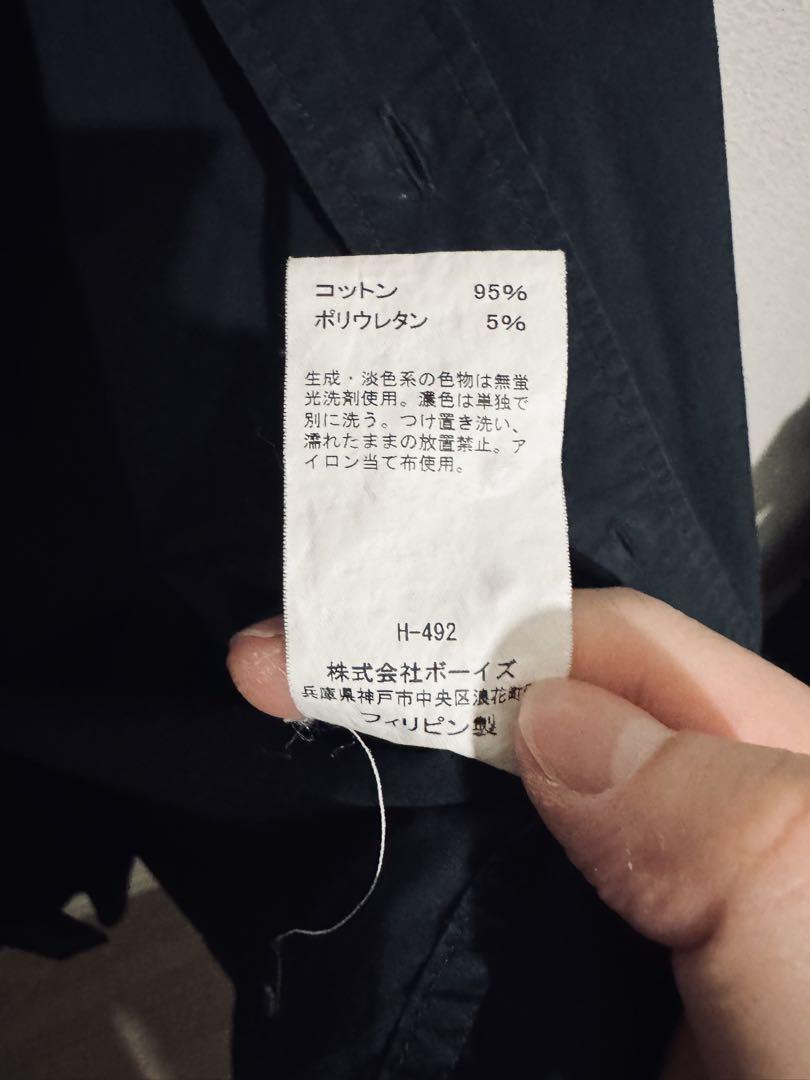 コットン 95%
ポリウレタン 5%
生成・淡色系の色物は無蛍
光洗剤使用。濃色は単独で
別に洗う。つけ置き洗い、
濡れたままの放置禁止。ア
イロン当て布使用。
H-492
株式会社ボーイズ
兵庫県神戸市中央区浪花町
フィリピン製